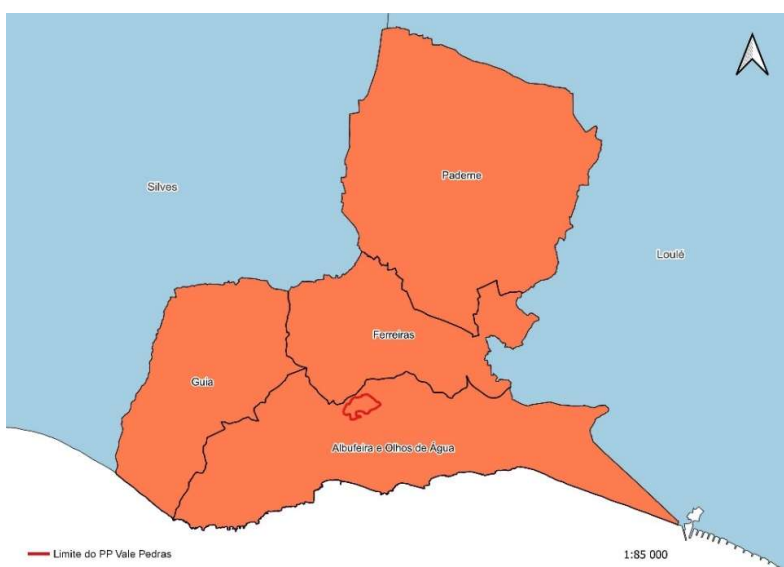 Paderne
Silves
Loulé
Ferreiras
Guia
Albufeira e Olhos de Água
Limite do PP Vale Pedras
1:85 000